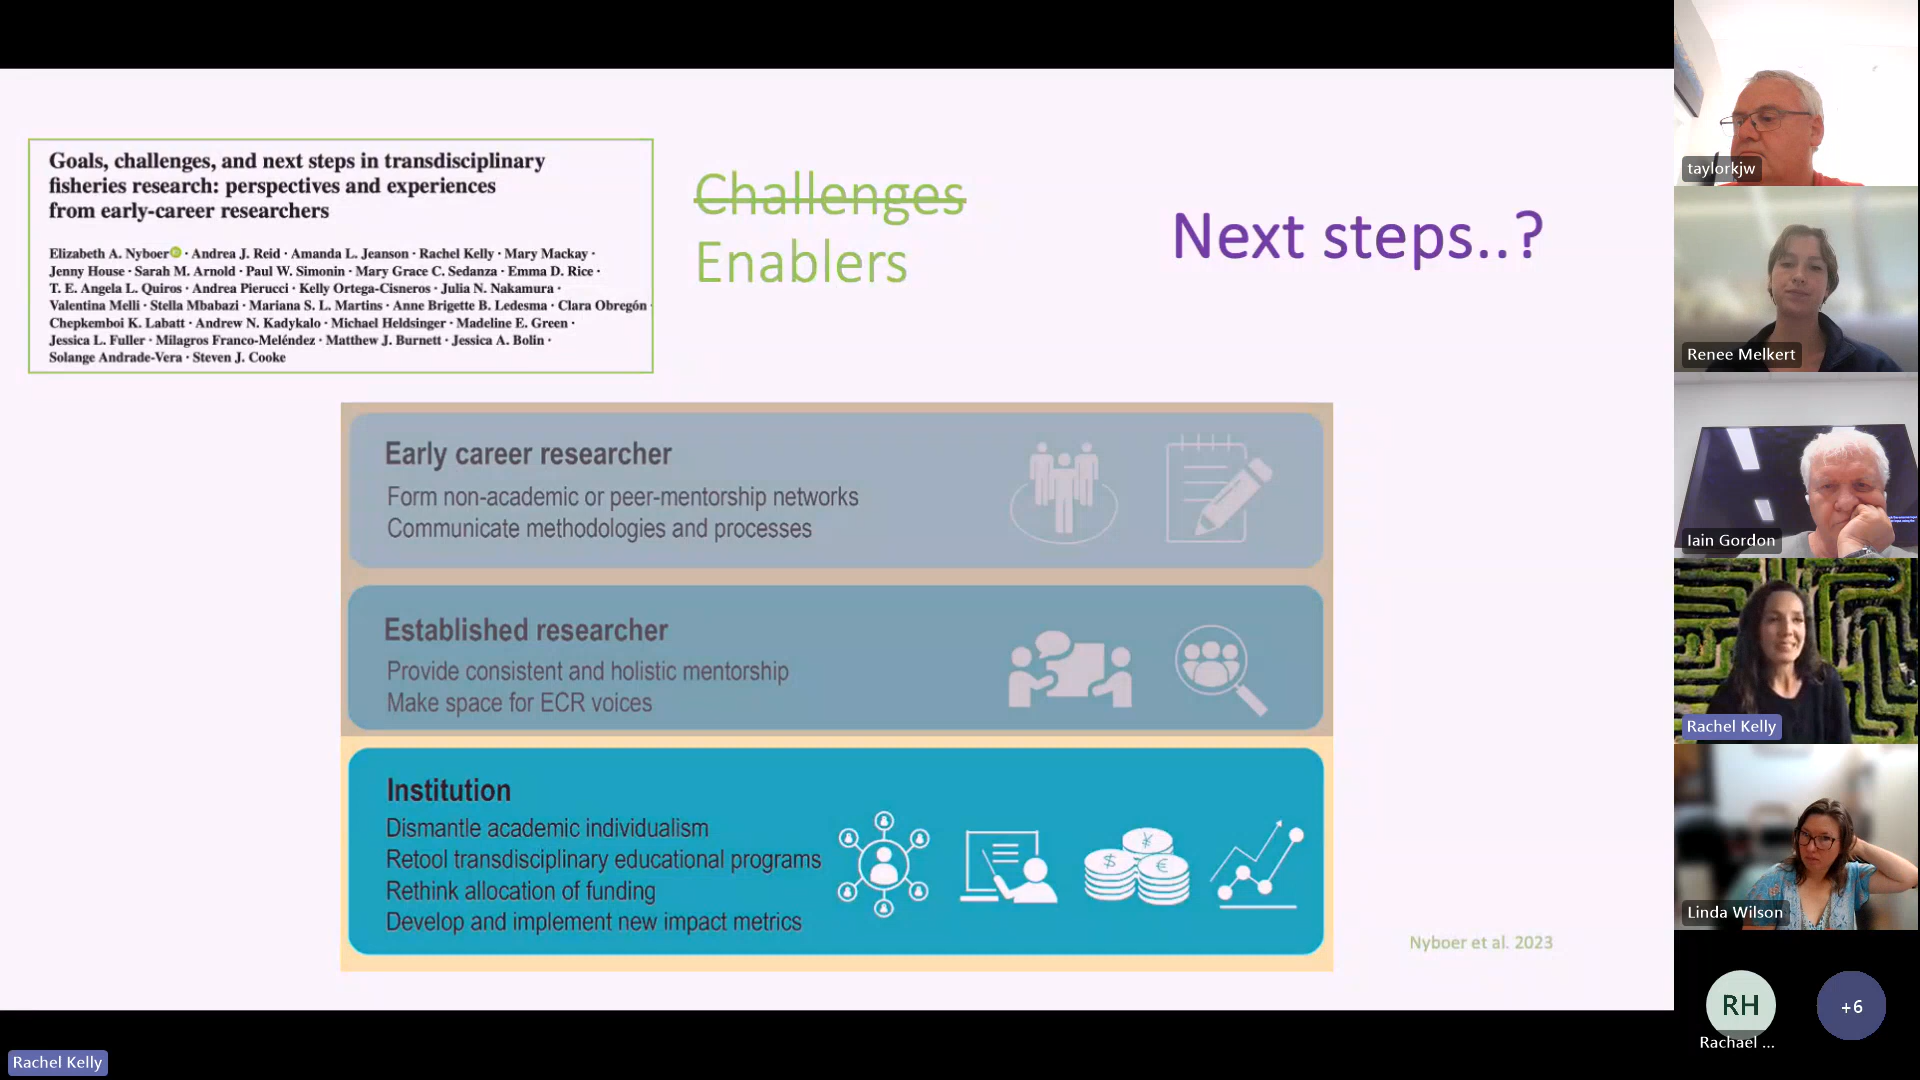 Goals, challenges, and next steps in transdisciplinary
fisheries research: perspectives and experiences
from early-career researchers
Elizabeth A. Nyboer · Andrea J. Reid · Amanda L. Jeanson · Rachel Kelly · Mary Mackay ·
Jenny House · Sarah M. Arnold · Paul W. Simonin · Mary Grace C. Sedanza · Emma D. Rice ·
T. E. Angela L. Quiros · Andrea Pierucci · Kelly Ortega-Cisneros · Julia N. Nakamura ·
Valentina Melli · Stella Mbabazi · Mariana S. L. Martins · Anne Brigette B. Ledesma · Clara Obregón ·
Chepkemboi K. Labatt · Andrew N. Kadykalo · Michael Heldsinger · Madeline E. Green ·
Jessica L. Fuller · Milagros Franco-Meléndez · Matthew J. Burnett · Jessica A. Bolin ·
Solange Andrade-Vera · Steven J. Cooke
Challenges
Enablers
Next steps..?
Early career researcher
Form non-academic or peer-mentorship networks
Communicate methodologies and processes
Established researcher
Provide consistent and holistic mentorship
Make space for ECR voices
Institution
Dismantle academic individualism
Retool transdisciplinary educational programs
Rethink allocation of funding
Develop and implement new impact metrics
$ ¥ €
Nyboer et al. 2023
taylorkjw
Renee Melkert
Iain Gordon
Rachel Kelly
Linda Wilson
RH
Rachael ...
+6
Rachel Kelly